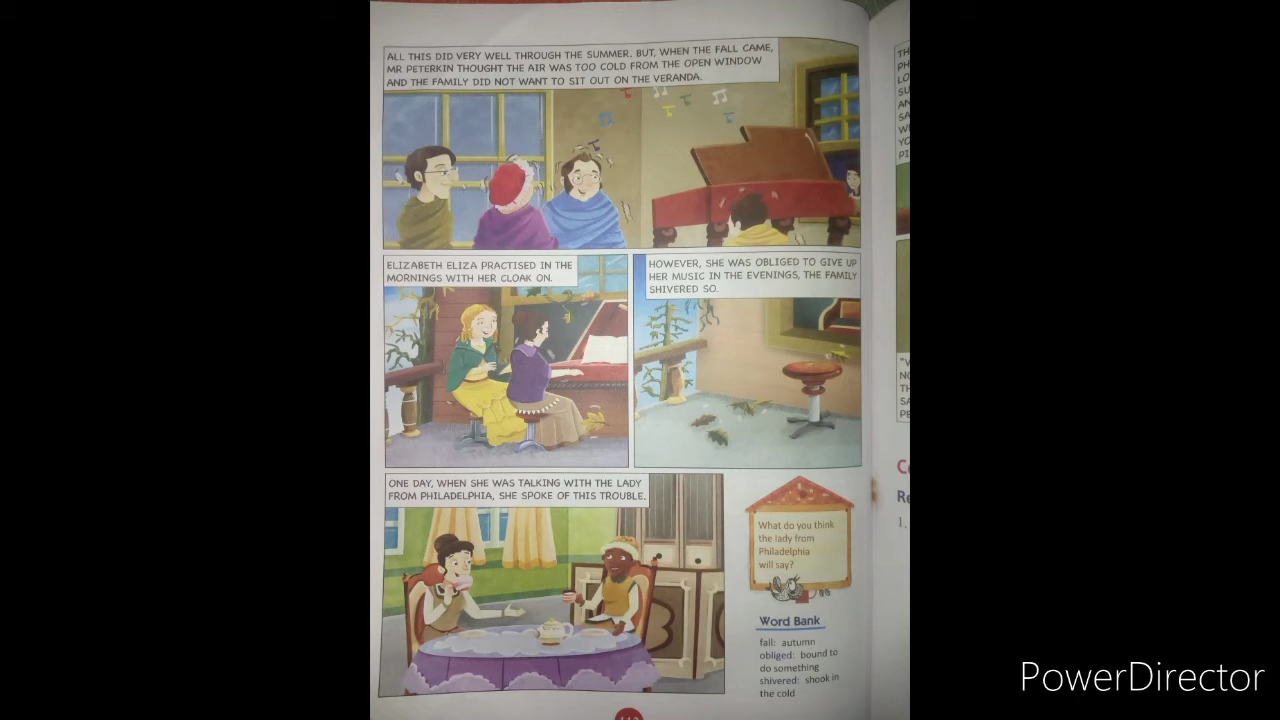 ALL THIS DID VERY WELL THROUGH THE SUMMER. BUT, WHEN THE FALL CAME,
MR PETERKIN THOUGHT THE AIR WAS TOO COLD FROM THE OPEN WINDOW
AND THE FAMILY DID NOT WANT TO SIT OUT ON THE VERANDA.
ELIZABETH ELIZA PRACTISED IN THE
MORNINGS WITH HER CLOAK ON.
HOWEVER, SHE WAS OBLIGED TO GIVE UP
HER MUSIC IN THE EVENINGS, THE FAMILY
SHIVERED SO.
ONE DAY, WHEN SHE WAS TALKING WITH THE LADY
FROM PHILADELPHIA, SHE SPOKE OF THIS TROUBLE.
What do you think
the lady from
Philadelphia
will say?
Word Bank
fall: autumn
obliged: bound to
do something
shivered: shook in
the cold
PowerDirector